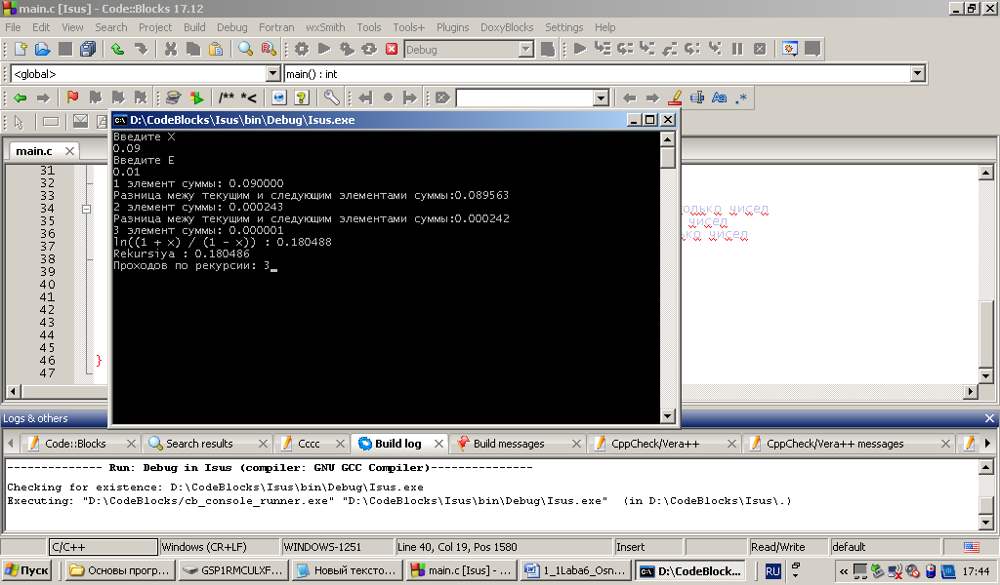 main.c [Isus] - Code::Blocks 17.12
File Edit View Search Project Build Debug Fortran wxSmith Tools Tools+ Plugins DoxyBlocks Settings Help
Debug
<global> main() : int
/** *<
Aa .*
main.c
D:\CodeBlocks\Isus\bin\Debug\Isus.exe
Введите X
0.09
Введите E
0.01
1 элемент суммы: 0.090000
Разница межу текущим и следующим элементами суммы:0.089563
2 элемент суммы: 0.000243
Разница межу текущим и следующим элементами суммы:0.000242
3 элемент суммы: 0.000001
ln((1 + x) / (1 - x)) : 0.180488
Rekursiya : 0.180486
Проходов по рекурсии: 3_
31
32
33
34 чисел
35 чисел
36 чисел
37
38
39
40
41
42
43
44
45
46 }
47
Logs & others
Code::Blocks Search results Cccc Build log Build messages CppCheck/Vera++ CppCheck/Vera++ messages
-------------- Run: Debug in Isus (compiler: GNU GCC Compiler)---------------
Checking for existence: D:\CodeBlocks\Isus\bin\Debug\Isus.exe
Executing: "D:\CodeBlocks/cb_console_runner.exe" "D:\CodeBlocks\Isus\bin\Debug\Isus.exe" (in D:\CodeBlocks\Isus\.)
C/C++ Windows (CR+LF) WINDOWS-1251 Line 40, Col 19, Pos 1580 Insert Read/Write default
Пуск Основы прогр... GSP1RMCULXF... Новый тексто... main.c [Isus] - ... 1_1Laba6_Osn... D:\CodeBlock... RU « 17:44